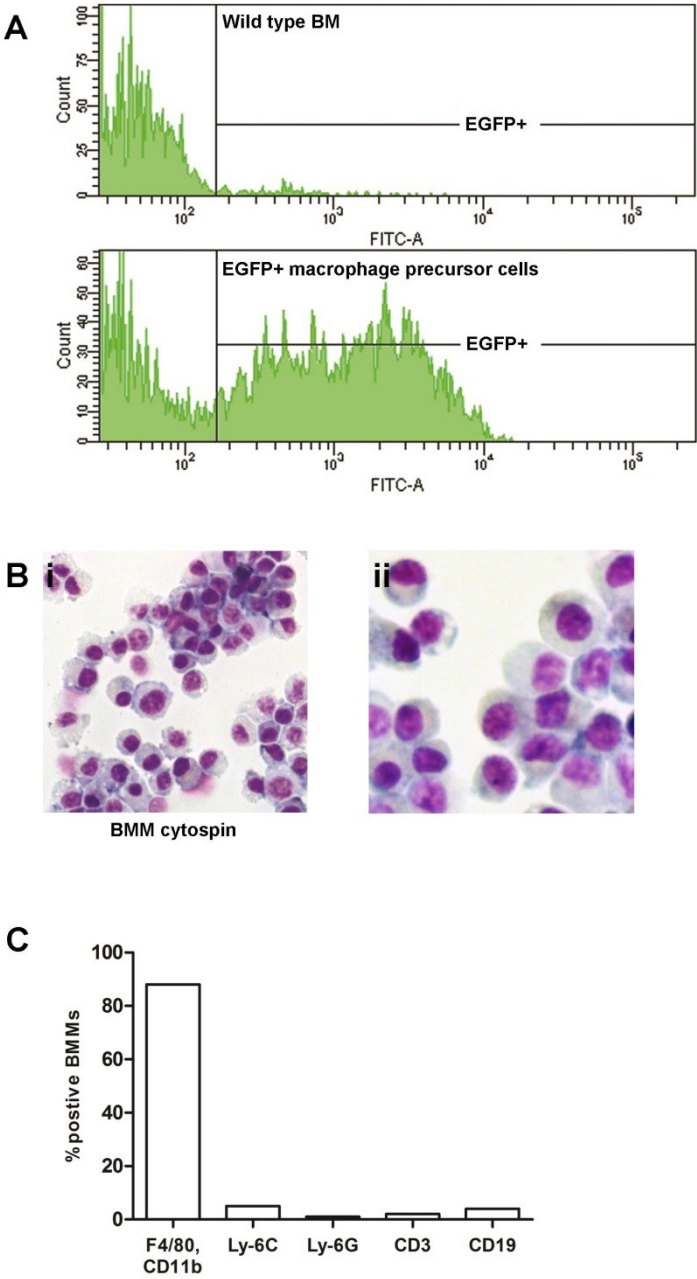 A
Wild type BM
100
75
50
25
0
Count
EGFP+
10²
10³
10⁴
10⁵
FITC-A
EGFP+ macrophage precursor cells
60
50
40
30
20
10
0
Count
EGFP+
10²
10³
10⁴
10⁵
FITC-A
B
i
ii
BMM cytospin
C
100
80
60
40
20
0
%postive BMMs
F4/80, CD11b
Ly-6C
Ly-6G
CD3
CD19